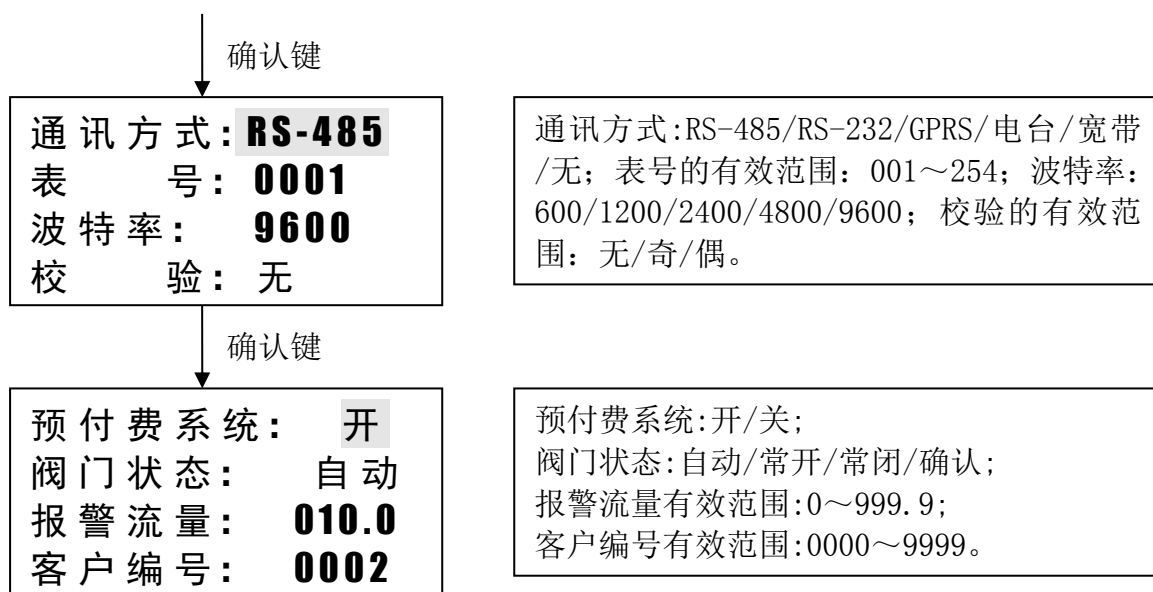 确认键
通讯方式:RS-485
表 号:0001
波特率: 9600
校 验:无
通讯方式:RS-485/RS-232/GPRS/电台/宽带
/无;表号的有效范围:001～254;波特率:
600/1200/2400/4800/9600;校验的有效范
围:无/奇/偶。
确认键
预付费系统: 开
阀门状态: 自动
报警流量: 010.0
客户编号: 0002
预付费系统:开/关;
阀门状态:自动/常开/常闭/确认;
报警流量有效范围:0～999.9;
客户编号有效范围:0000～9999。